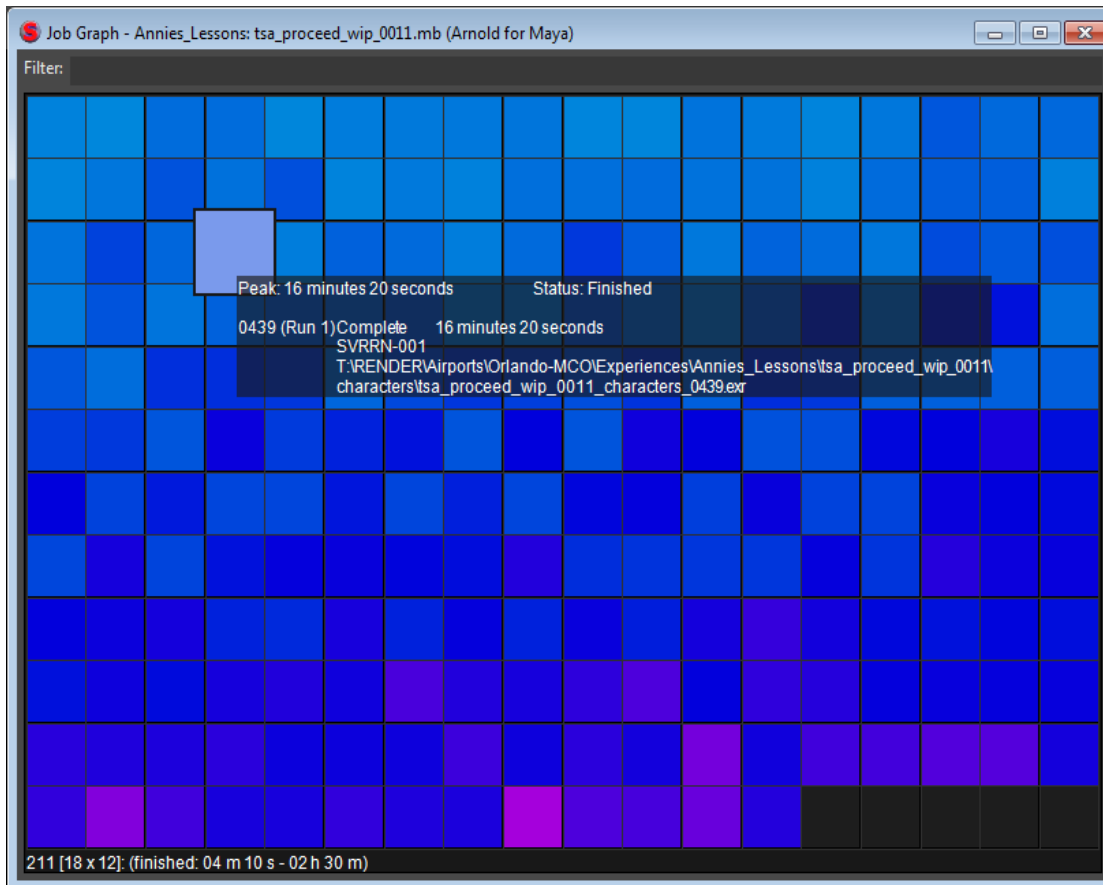 Job Graph - Annies_Lessons: tsa_proceed_wip_0011.mb (Arnold for Maya)
Filter:
Peak: 16 minutes 20 seconds Status: Finished
0439 (Run 1) Complete 16 minutes 20 seconds
SVRRN-001
T:\RENDER\Airports\Orlando-MCO\Experiences\Annies_Lessons\tsa_proceed_wip_0011\
characters\tsa_proceed_wip_0011_characters_0439.exr
211 [18 x 12]: (finished: 04 m 10 s - 02 h 30 m)